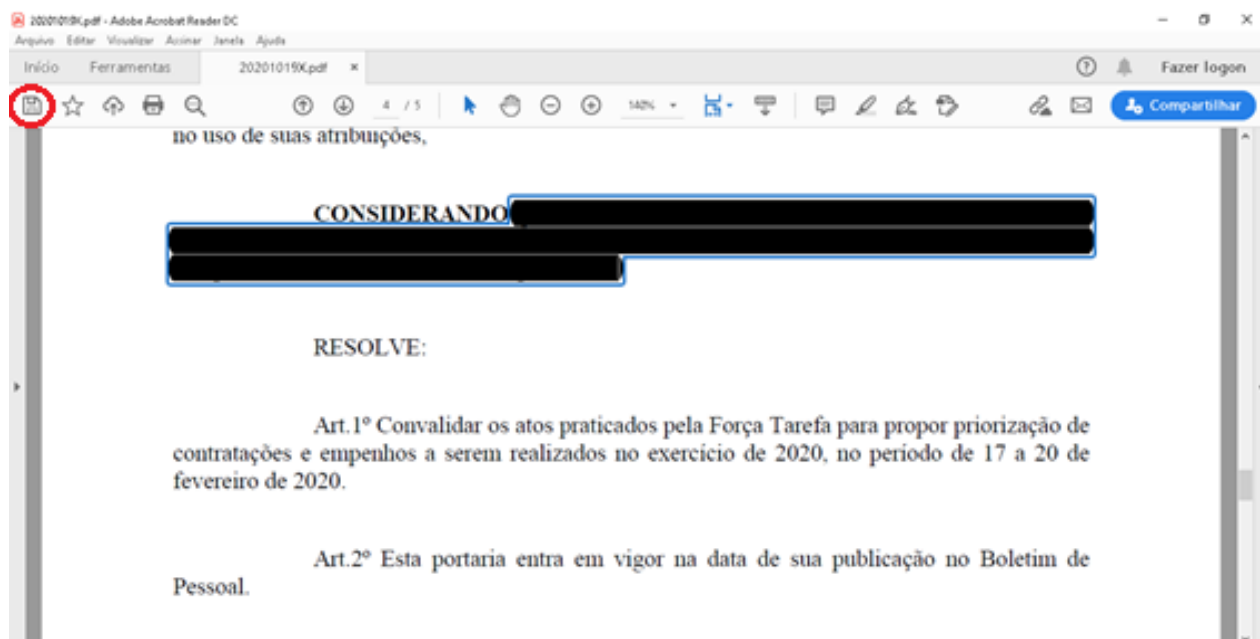 20201019X.pdf - Adobe Acrobat Reader DC
Arquivo Editar Visualizar Assinar Janela Ajuda
Início Ferramentas 20201019X.pdf × Fazer logon
4 / 5 140% Compartilhar
no uso de suas atribuições,
CONSIDERANDO
RESOLVE:
Art.1º Convalidar os atos praticados pela Força Tarefa para propor priorização de
contratações e empenhos a serem realizados no exercício de 2020, no período de 17 a 20 de
fevereiro de 2020.
Art.2º Esta portaria entra em vigor na data de sua publicação no Boletim de
Pessoal.